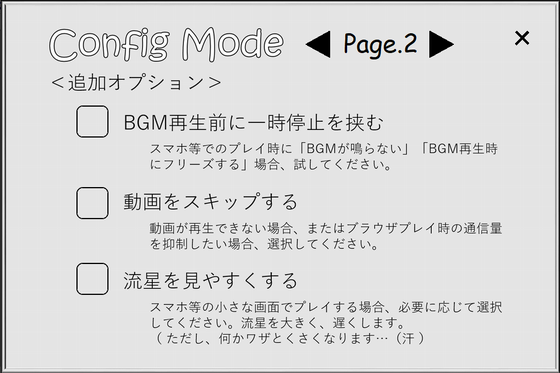 Config Mode ◀ Page.2 ▶ ×
＜追加オプション＞
BGM再生前に一時停止を挟む
スマホ等でのプレイ時に「BGMが鳴らない」「BGM再生時
にフリーズする」場合、試してください。
動画をスキップする
動画が再生できない場合、またはブラウザプレイ時の通信量
を抑制したい場合、選択してください。
流星を見やすくする
スマホ等の小さな画面でプレイする場合、必要に応じて選択
してください。流星を大きく、遅くします。
（ ただし、何かワザとくさくなります…（汗 ）